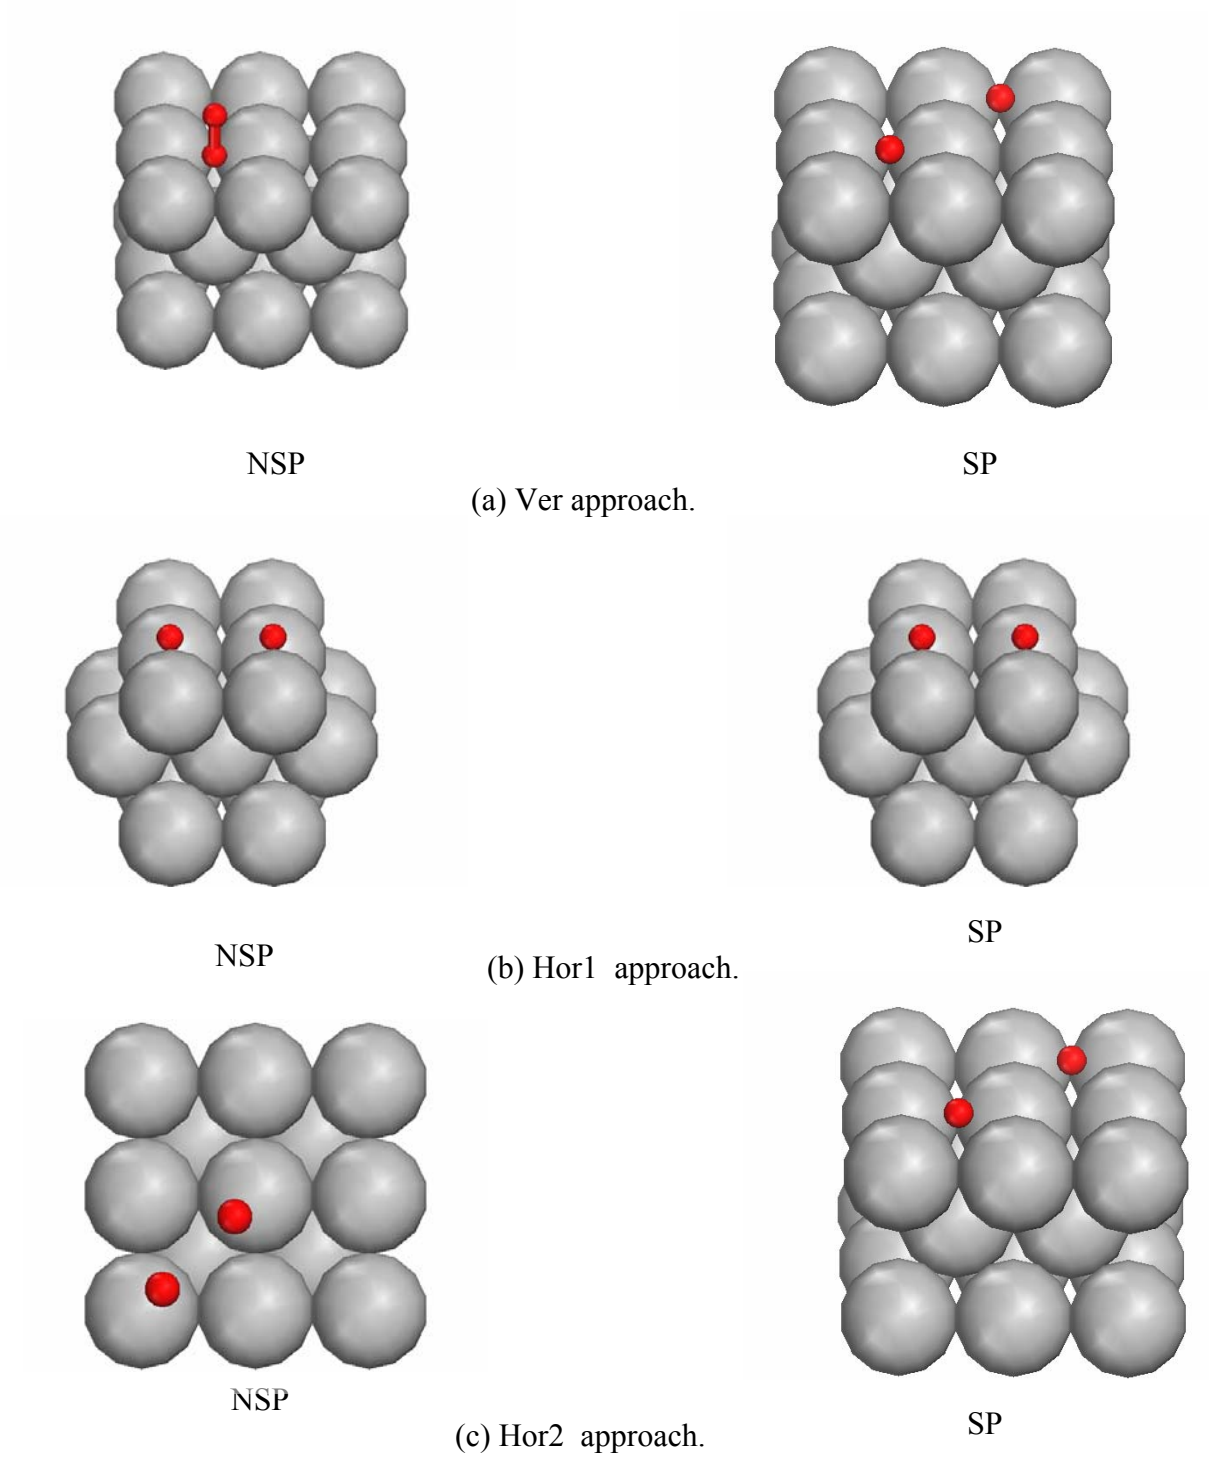 NSP
SP
(a) Ver approach.
NSP
SP
(b) Hor1 approach.
NSP
SP
(c) Hor2 approach.